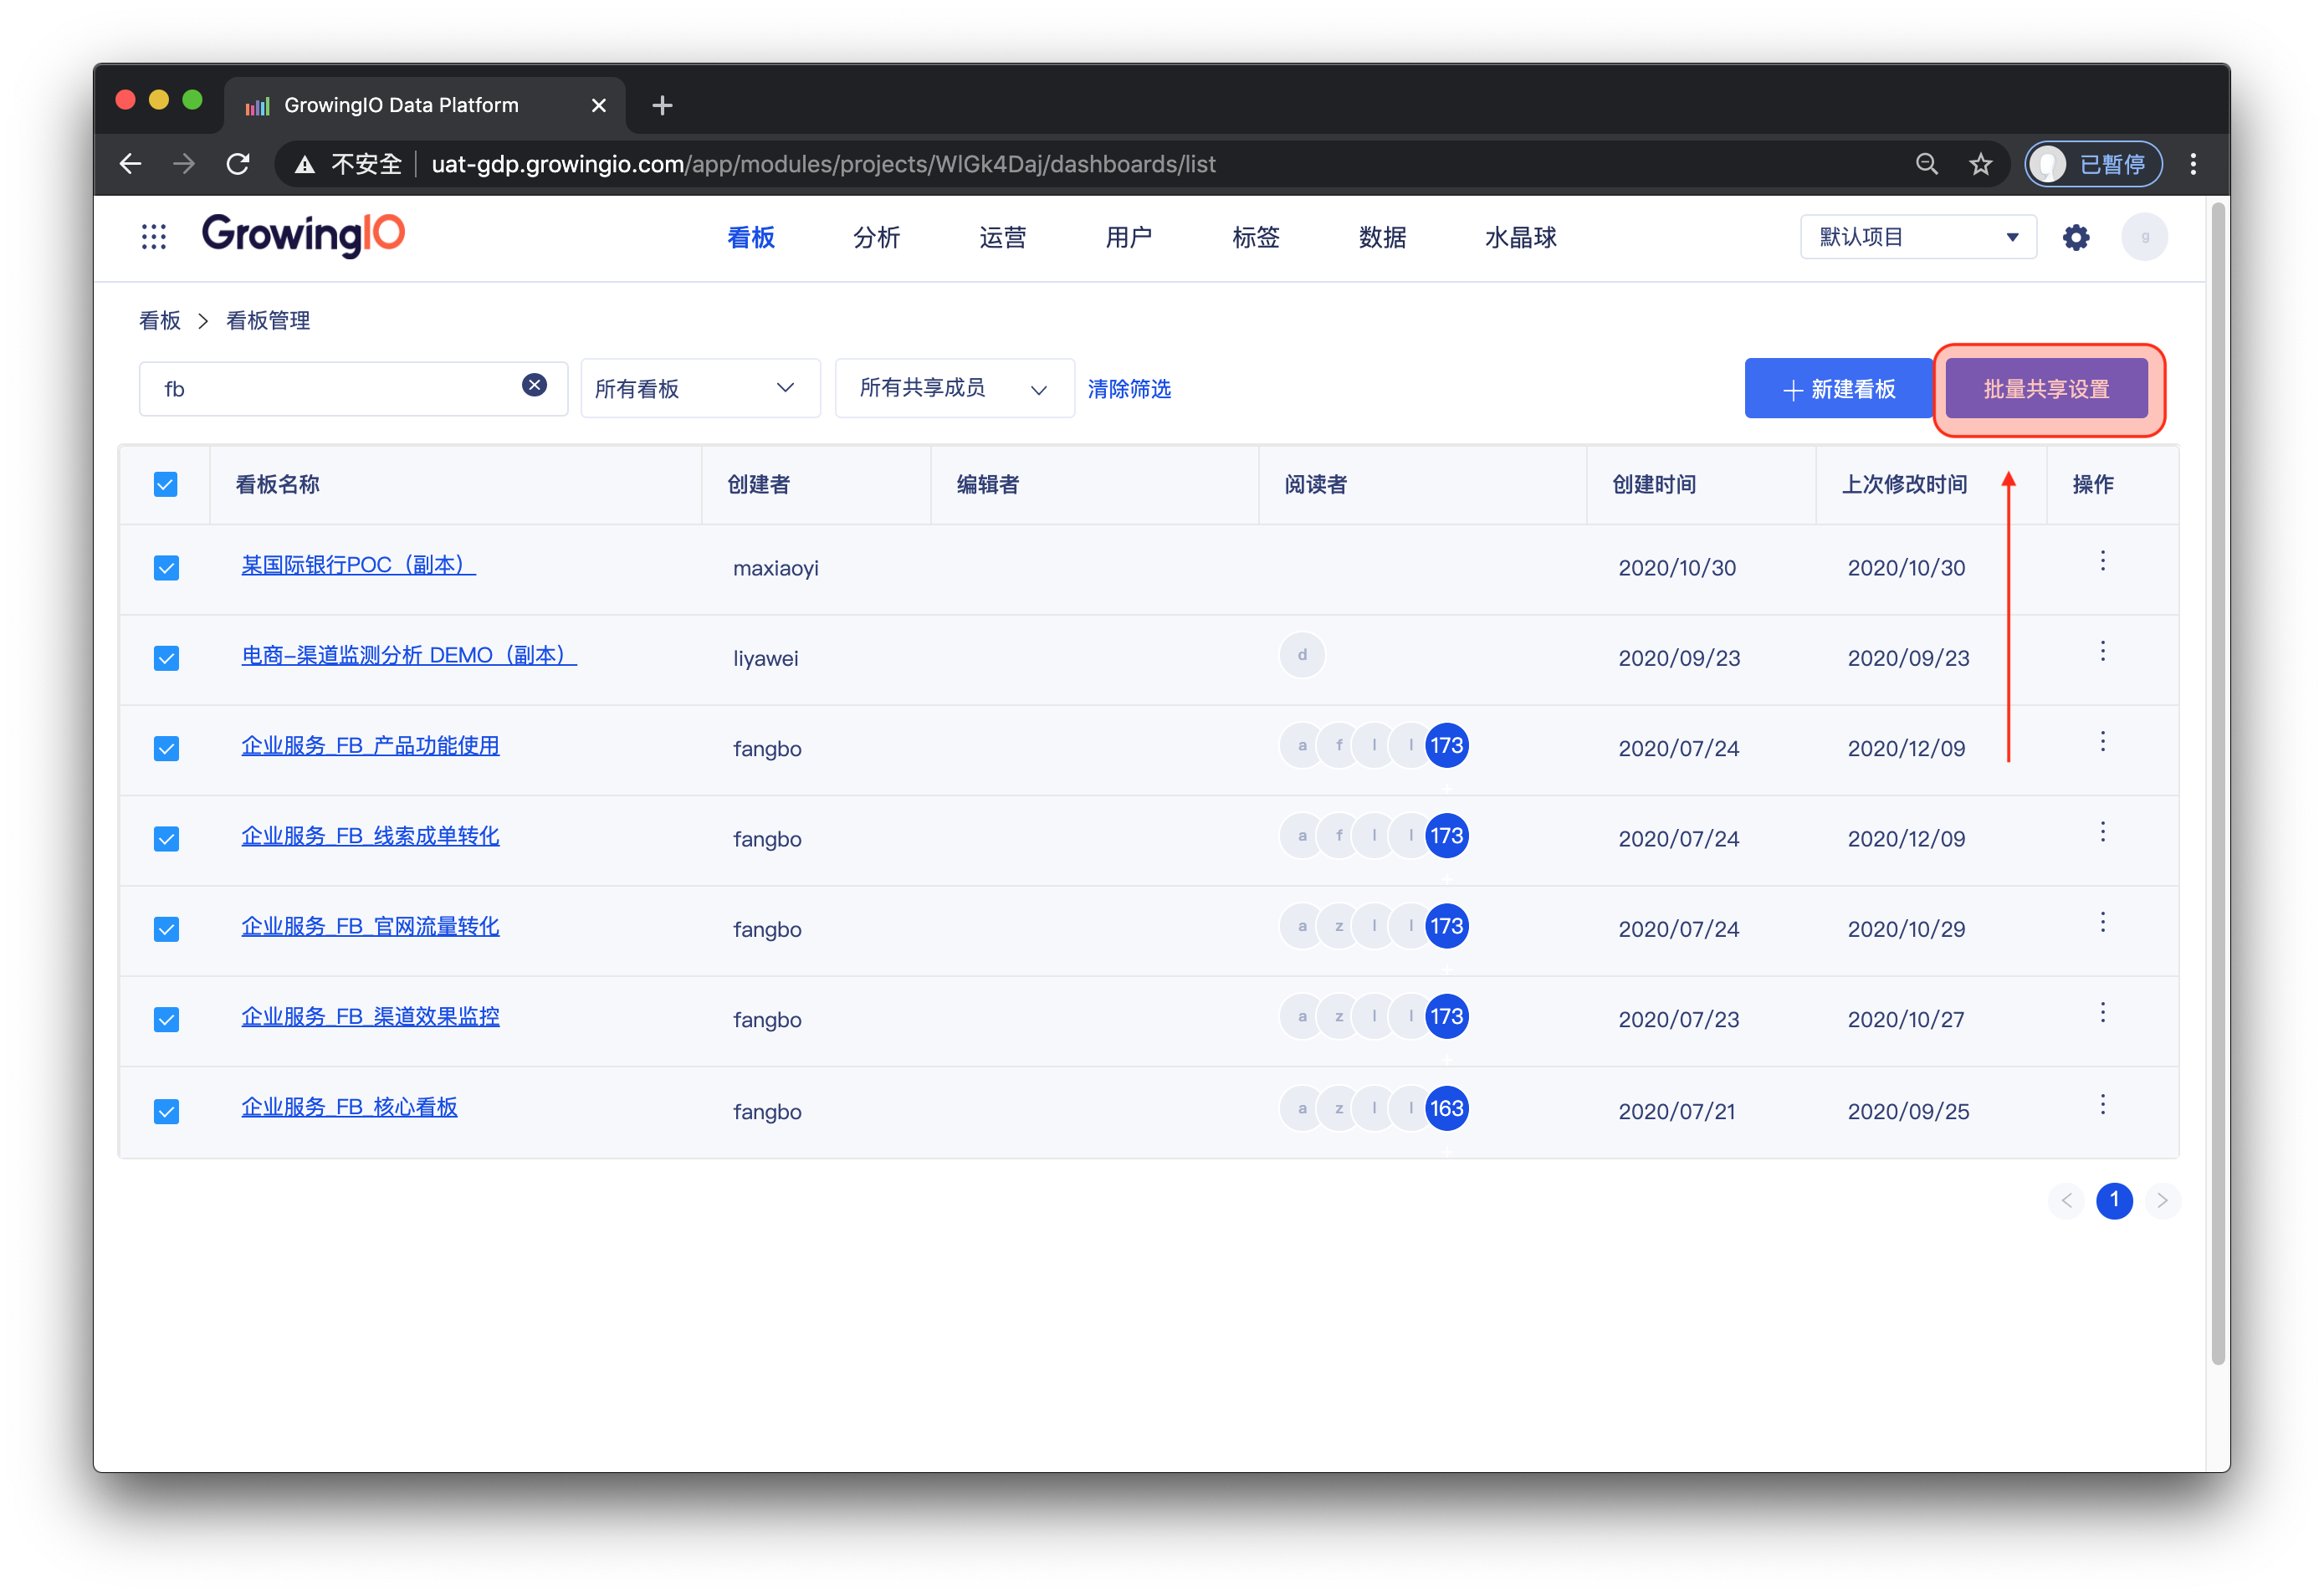 GrowingIO Data Platform
不安全 uat-gdp.growingio.com/app/modules/projects/WlGk4Daj/dashboards/list 已暂停
GrowingIO 看板 分析 运营 用户 标签 数据 水晶球 默认项目 g
看板 > 看板管理
fb 所有看板 所有共享成员 清除筛选 + 新建看板 批量共享设置
看板名称 创建者 编辑者 阅读者 创建时间 上次修改时间 操作
某国际银行POC（副本） maxiaoyi 2020/10/30 2020/10/30
电商-渠道监测分析 DEMO（副本） liyawei d 2020/09/23 2020/09/23
企业服务_FB_产品功能使用 fangbo a f l l 173 2020/07/24 2020/12/09
+
企业服务_FB_线索成单转化 fangbo a f l l 173 2020/07/24 2020/12/09
+
企业服务_FB_官网流量转化 fangbo a z l l 173 2020/07/24 2020/10/29
+
企业服务_FB_渠道效果监控 fangbo a z l l 173 2020/07/23 2020/10/27
+
企业服务_FB_核心看板 fangbo a z l l 163 2020/07/21 2020/09/25
+
1